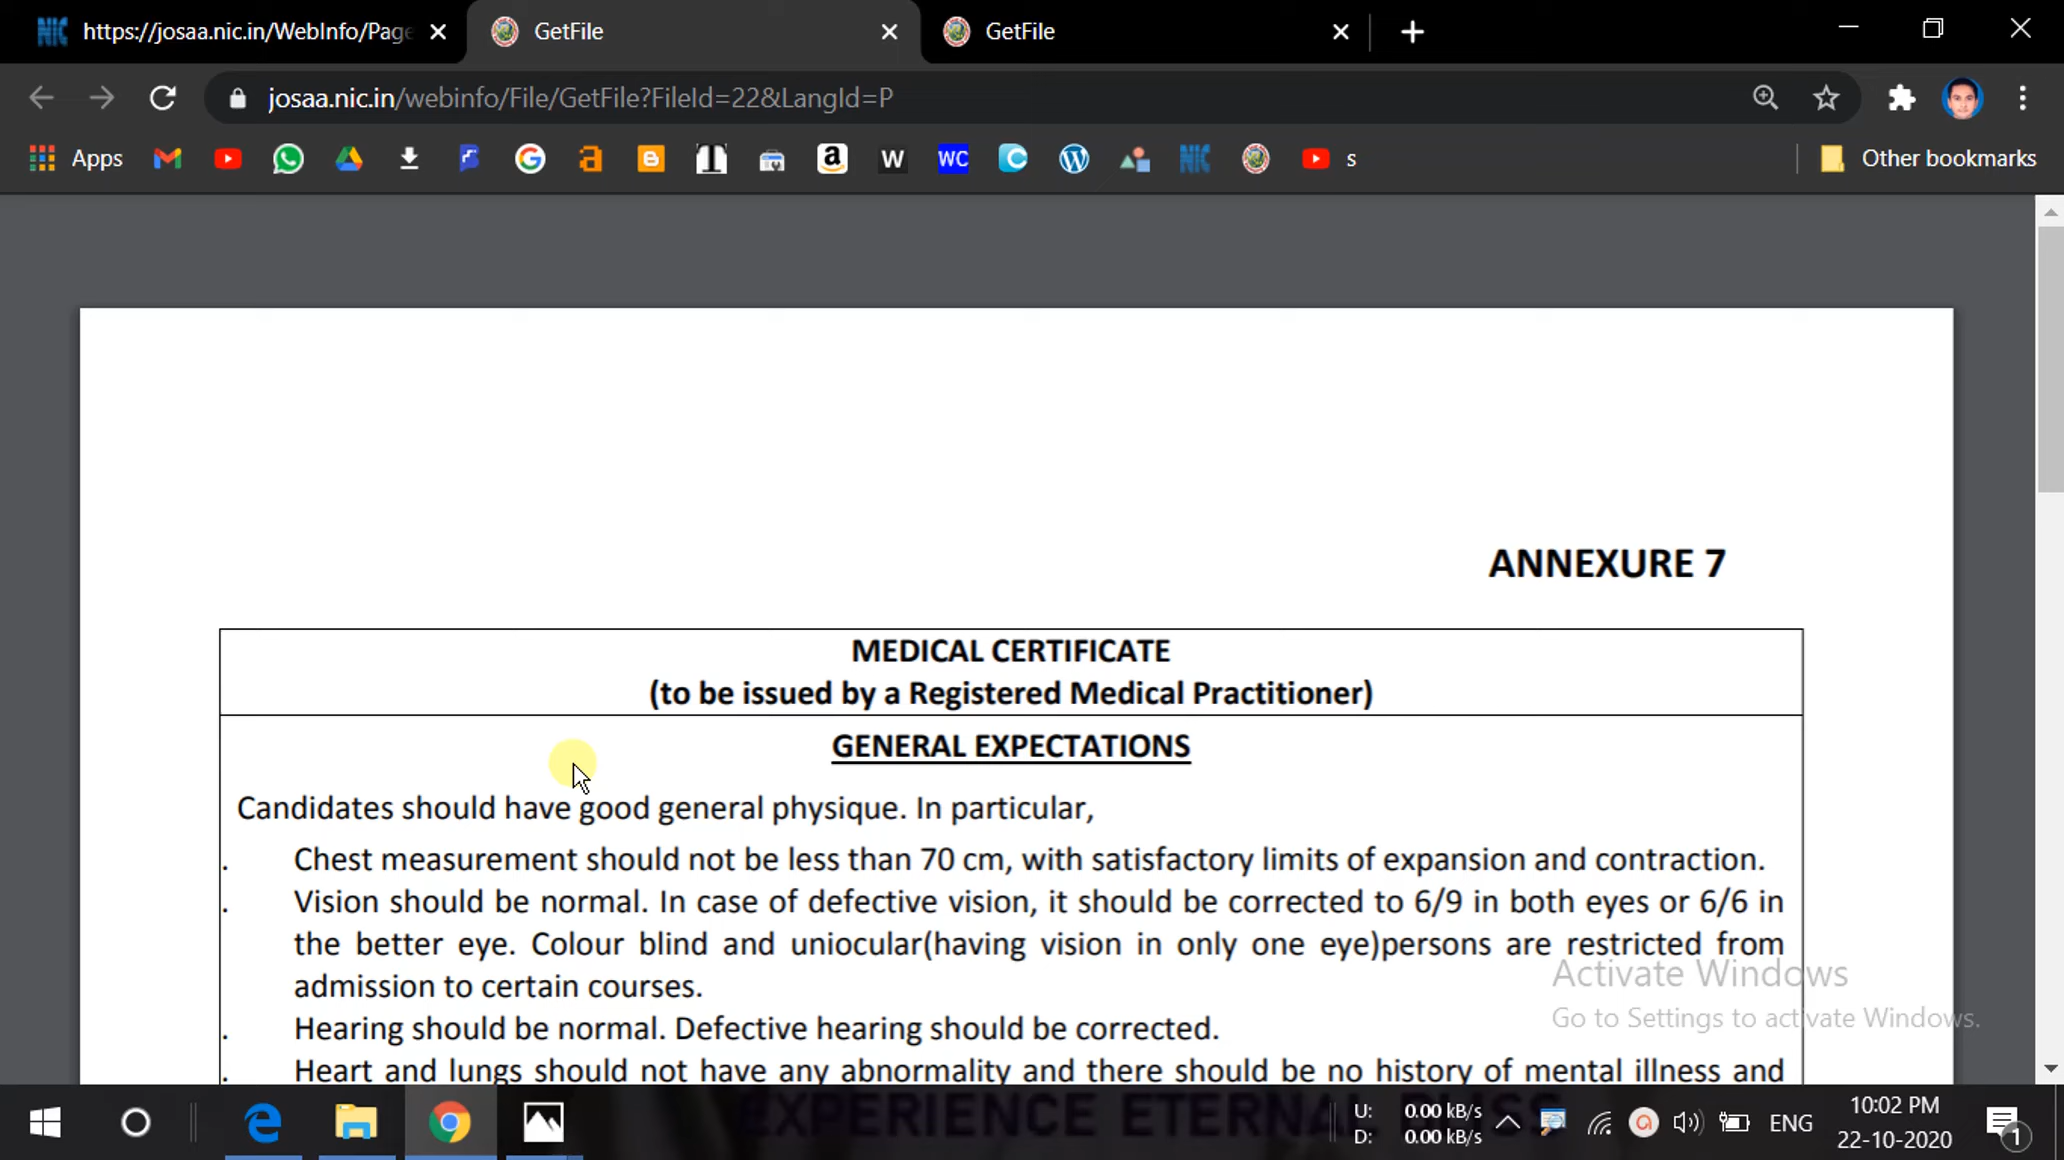 NIC https://josaa.nic.in/WebInfo/Page
GetFile
GetFile
josaa.nic.in/webinfo/File/GetFile?FileId=22&LangId=P
Apps
W
WC
NIC
s
Other bookmarks
ANNEXURE 7
MEDICAL CERTIFICATE
(to be issued by a Registered Medical Practitioner)
GENERAL EXPECTATIONS
Candidates should have good general physique. In particular,
. Chest measurement should not be less than 70 cm, with satisfactory limits of expansion and contraction.
. Vision should be normal. In case of defective vision, it should be corrected to 6/9 in both eyes or 6/6 in
the better eye. Colour blind and uniocular(having vision in only one eye)persons are restricted from
admission to certain courses.
. Hearing should be normal. Defective hearing should be corrected.
. Heart and lungs should not have any abnormality and there should be no history of mental illness and
Activate Windows
Go to Settings to activate Windows.
EXPERIENCE ETERNAL BLISS
U: 0.00 kB/s
D: 0.00 kB/s
ENG
10:02 PM
22-10-2020
1